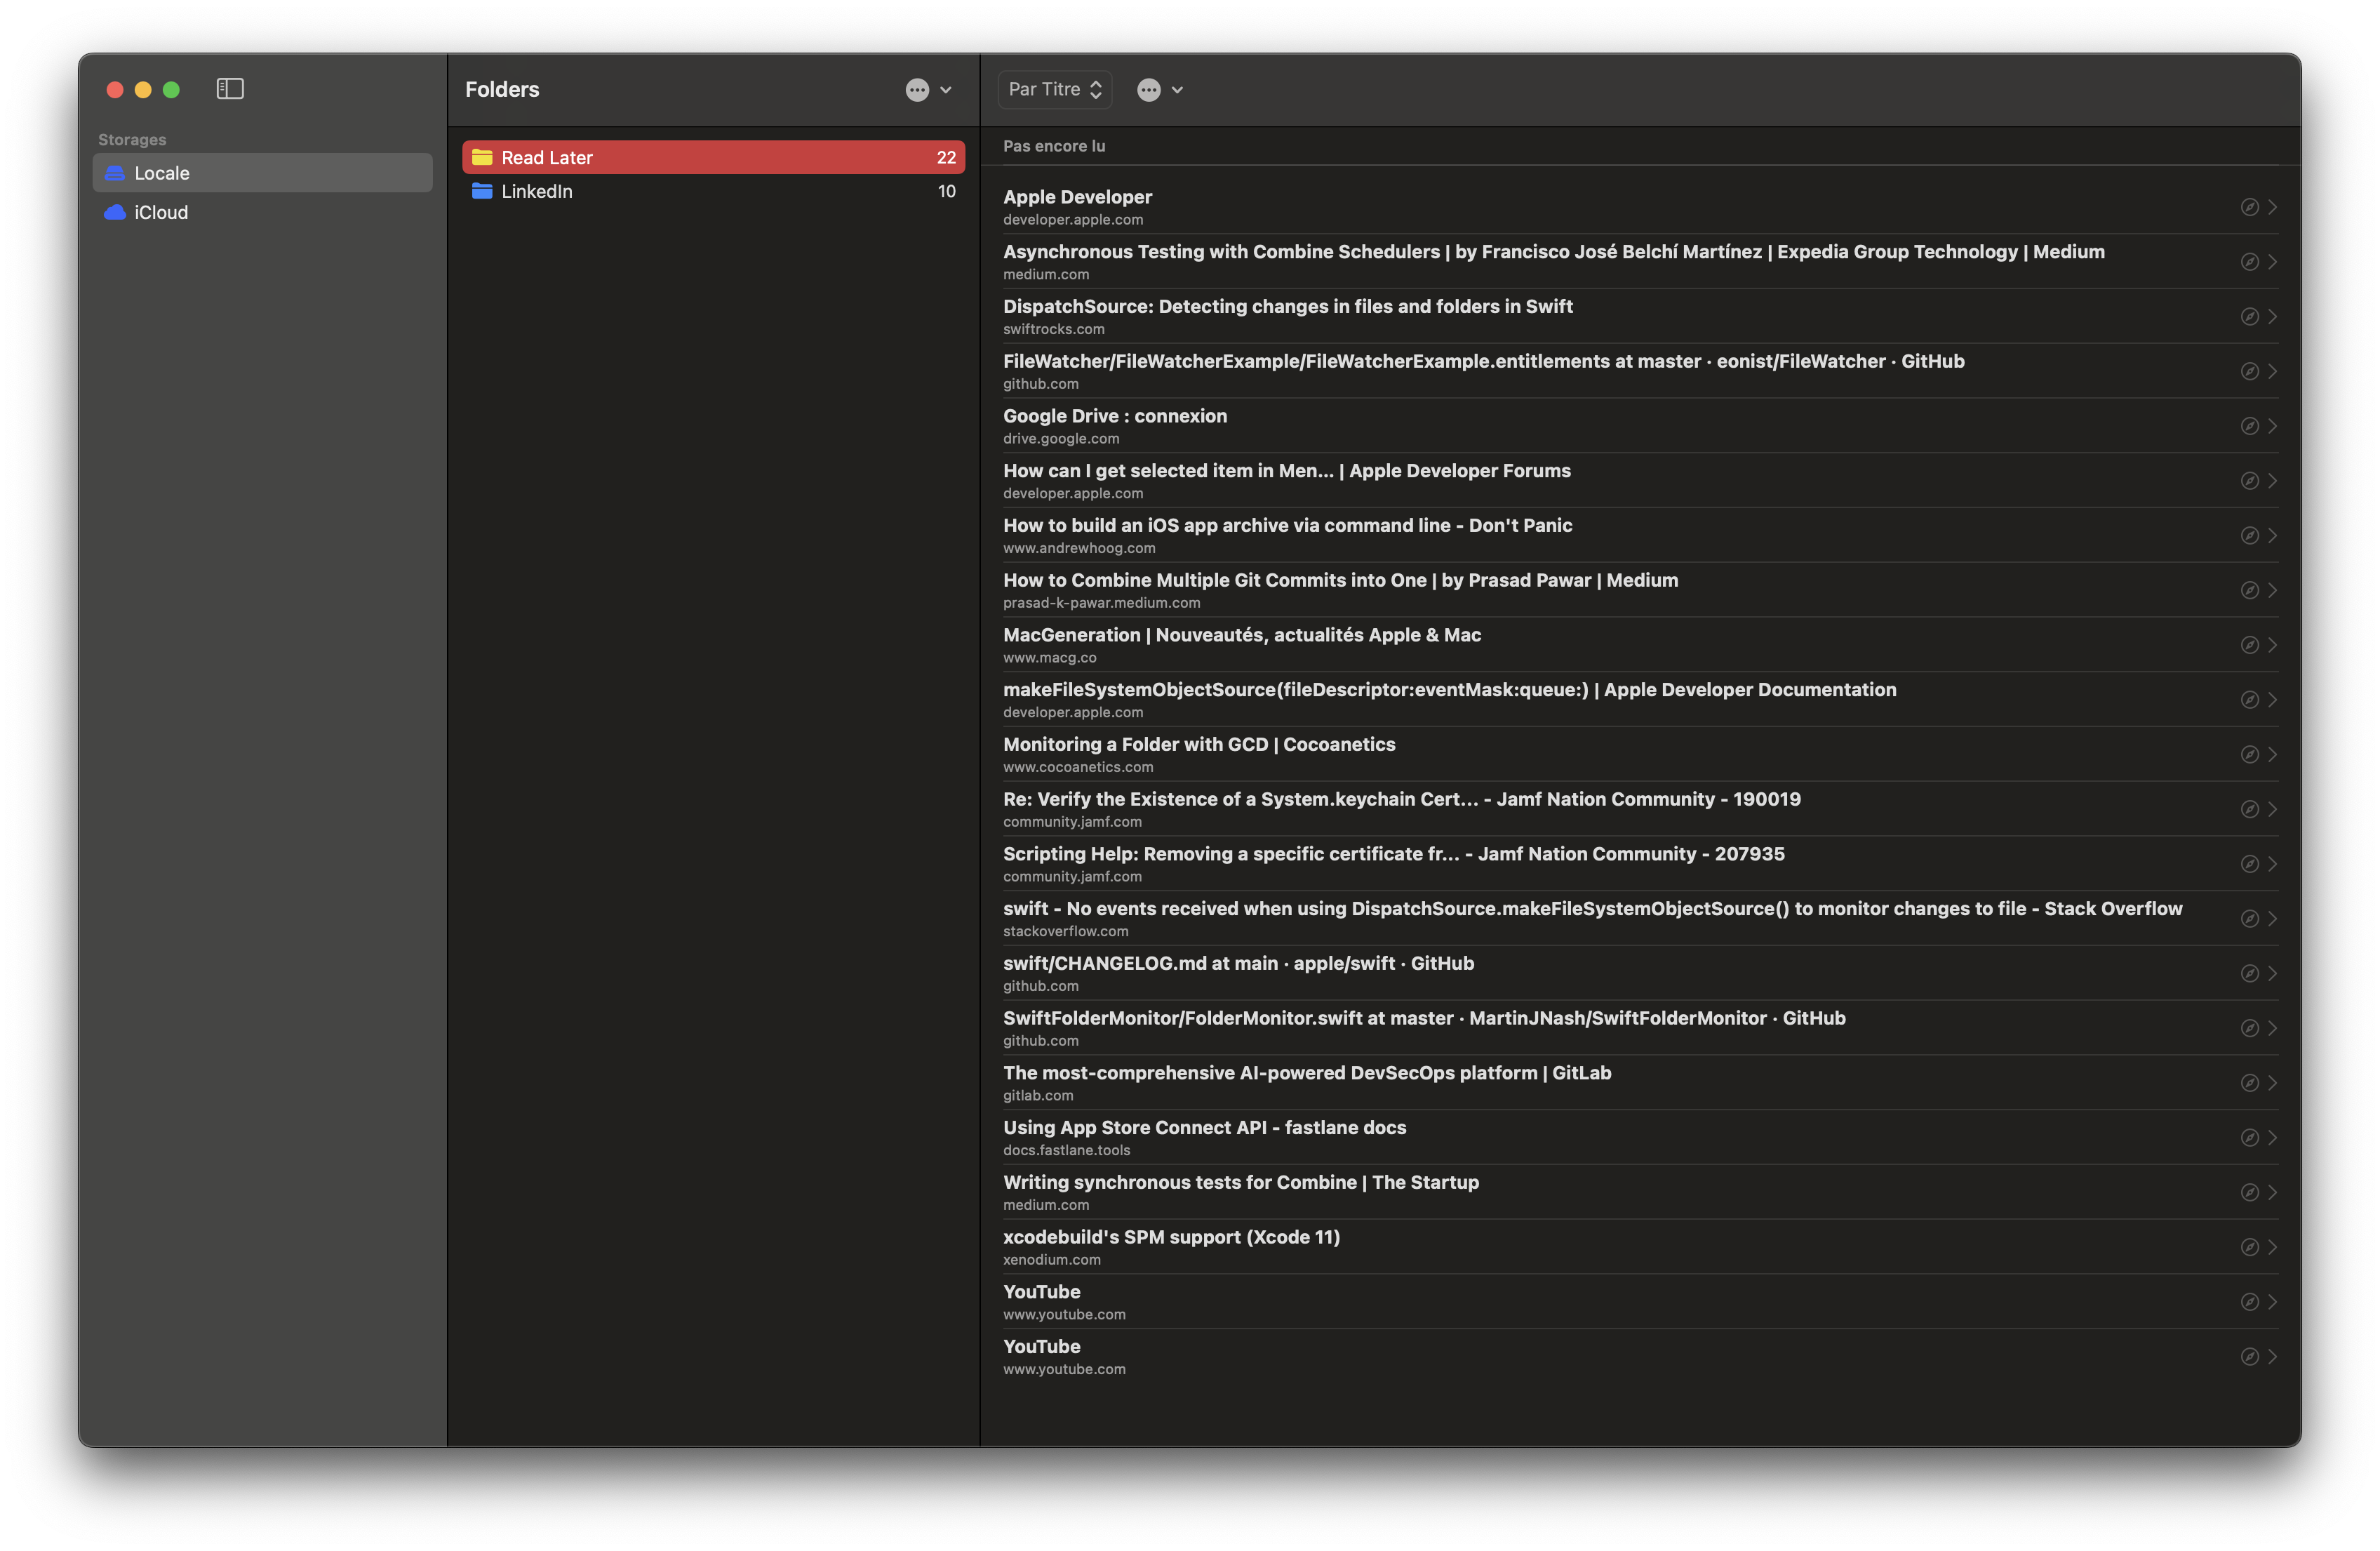 Storages
Locale
iCloud
Folders
Read Later 22
LinkedIn 10
Par Titre
Pas encore lu
Apple Developer
developer.apple.com
Asynchronous Testing with Combine Schedulers | by Francisco José Belchí Martínez | Expedia Group Technology | Medium
medium.com
DispatchSource: Detecting changes in files and folders in Swift
swiftrocks.com
FileWatcher/FileWatcherExample/FileWatcherExample.entitlements at master · eonist/FileWatcher · GitHub
github.com
Google Drive : connexion
drive.google.com
How can I get selected item in Men... | Apple Developer Forums
developer.apple.com
How to build an iOS app archive via command line - Don't Panic
www.andrewhoog.com
How to Combine Multiple Git Commits into One | by Prasad Pawar | Medium
prasad-k-pawar.medium.com
MacGeneration | Nouveautés, actualités Apple & Mac
www.macg.co
makeFileSystemObjectSource(fileDescriptor:eventMask:queue:) | Apple Developer Documentation
developer.apple.com
Monitoring a Folder with GCD | Cocoanetics
www.cocoanetics.com
Re: Verify the Existence of a System.keychain Cert... - Jamf Nation Community - 190019
community.jamf.com
Scripting Help: Removing a specific certificate fr... - Jamf Nation Community - 207935
community.jamf.com
swift - No events received when using DispatchSource.makeFileSystemObjectSource() to monitor changes to file - Stack Overflow
stackoverflow.com
swift/CHANGELOG.md at main · apple/swift · GitHub
github.com
SwiftFolderMonitor/FolderMonitor.swift at master · MartinJNash/SwiftFolderMonitor · GitHub
github.com
The most-comprehensive AI-powered DevSecOps platform | GitLab
gitlab.com
Using App Store Connect API - fastlane docs
docs.fastlane.tools
Writing synchronous tests for Combine | The Startup
medium.com
xcodebuild's SPM support (Xcode 11)
xenodium.com
YouTube
www.youtube.com
YouTube
www.youtube.com